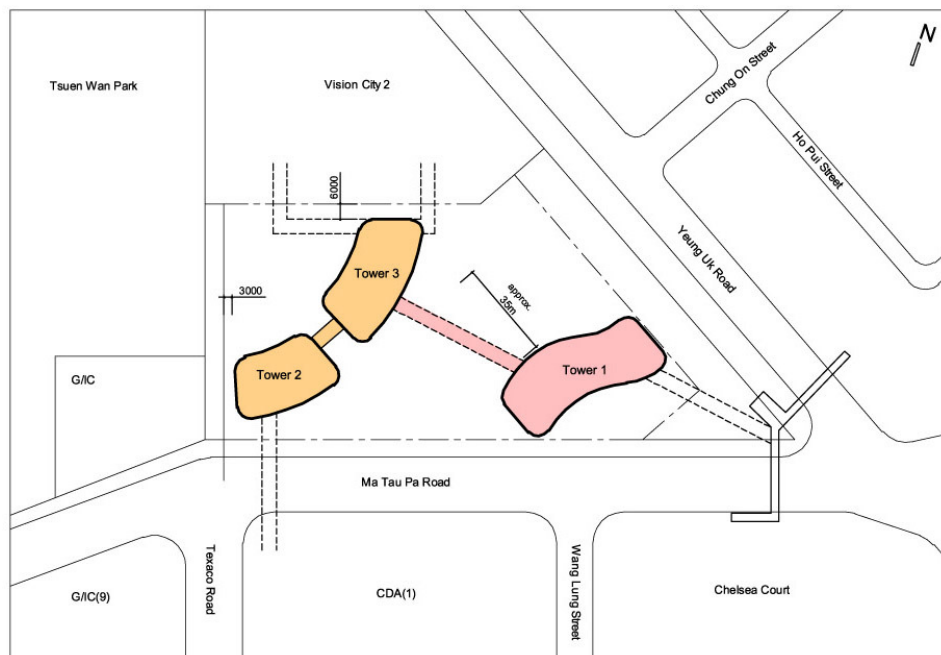 N
Tsuen Wan Park
Vision City 2
Chung On Street
Ho Pui Street
6000
Yeung Uk Road
Tower 3
3000
approx.
35m
Tower 2
Tower 1
G/IC
Ma Tau Pa Road
Texaco Road
Wang Lung Street
G/IC(9)
CDA(1)
Chelsea Court